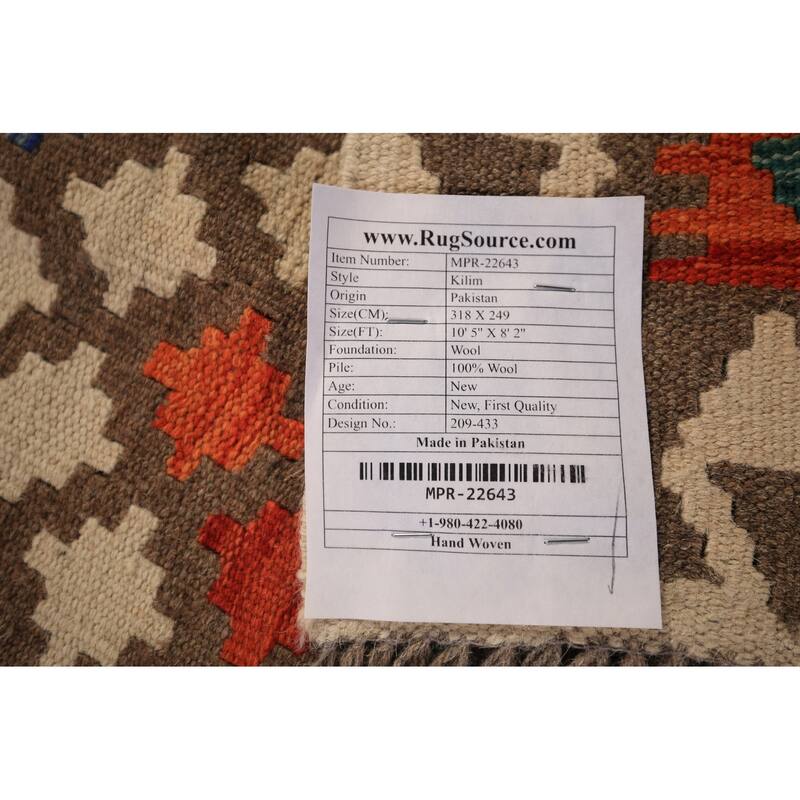 www.RugSource.com
Item Number: MPR-22643
Style Kilim
Origin Pakistan
Size(CM): 318 X 249
Size(FT): 10' 5" X 8' 2"
Foundation: Wool
Pile: 100% Wool
Age: New
Condition: New, First Quality
Design No.: 209-433
Made in Pakistan
MPR-22643
+1-980-422-4080
Hand Woven